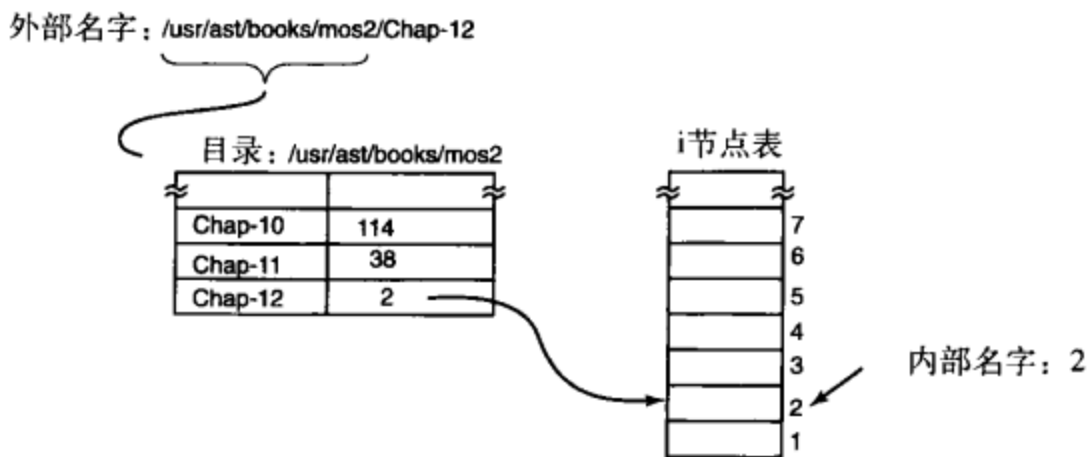 外部名字：/usr/ast/books/mos2/Chap-12
目录：/usr/ast/books/mos2
i节点表
Chap-10 114
Chap-11 38
Chap-12 2
7
6
5
4
3
2
1
内部名字：2